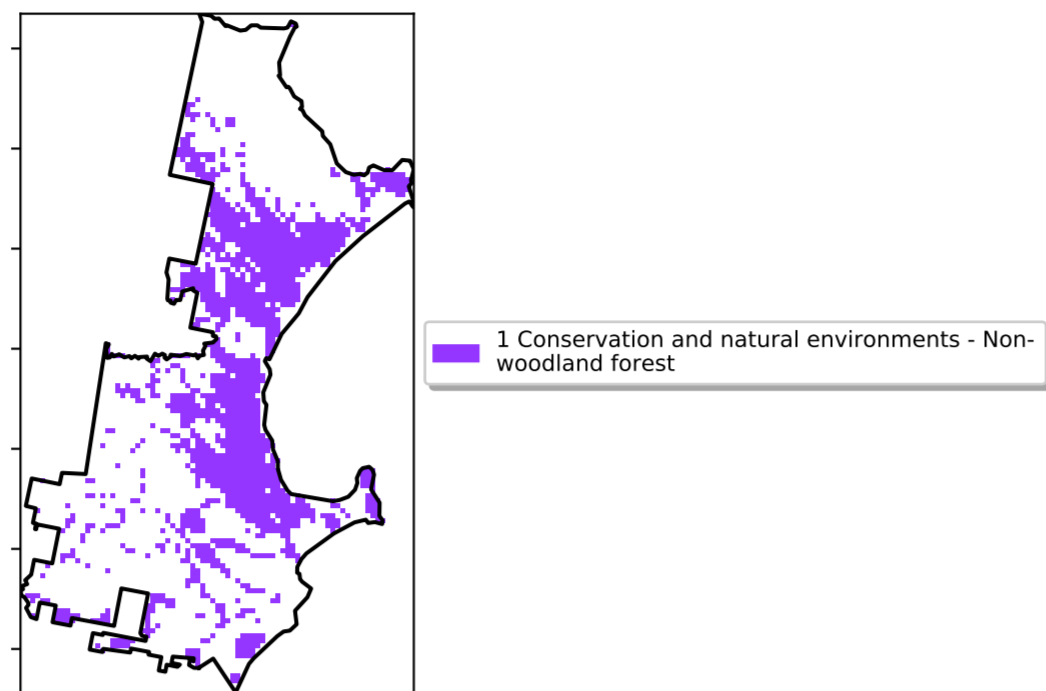 1 Conservation and natural environments - Non-
woodland forest